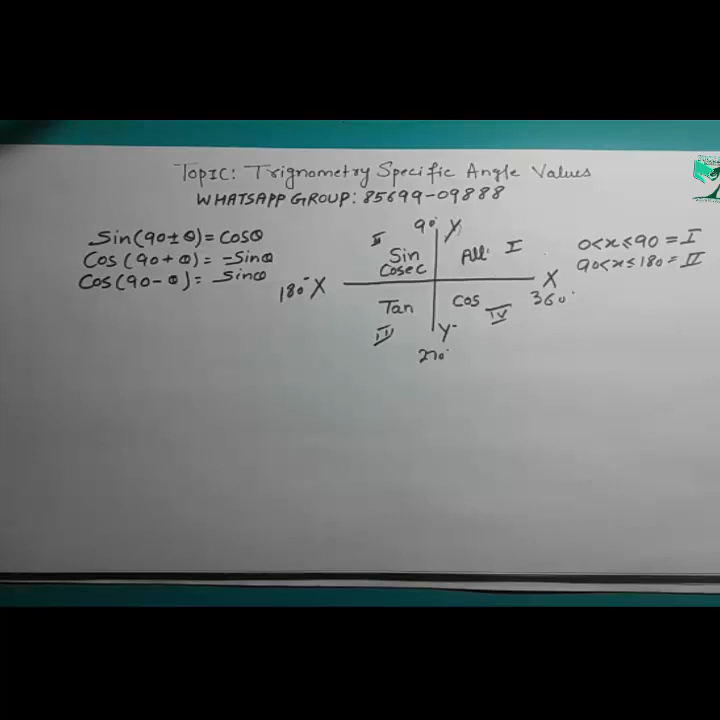 TOPIC: Trignometry Specific Angle Values
WHATSAPP GROUP: 85699-09888
Sin(90±θ)=Cosθ
Cos(90+θ)=-Sinθ
Cos(90-θ)= Sinθ
90° Y
II
Sin
Cosec
All
I
180° X
X
360°
Tan
III
Cos
IV
Y-
270°
0<x≤90=I
90<x≤180=II